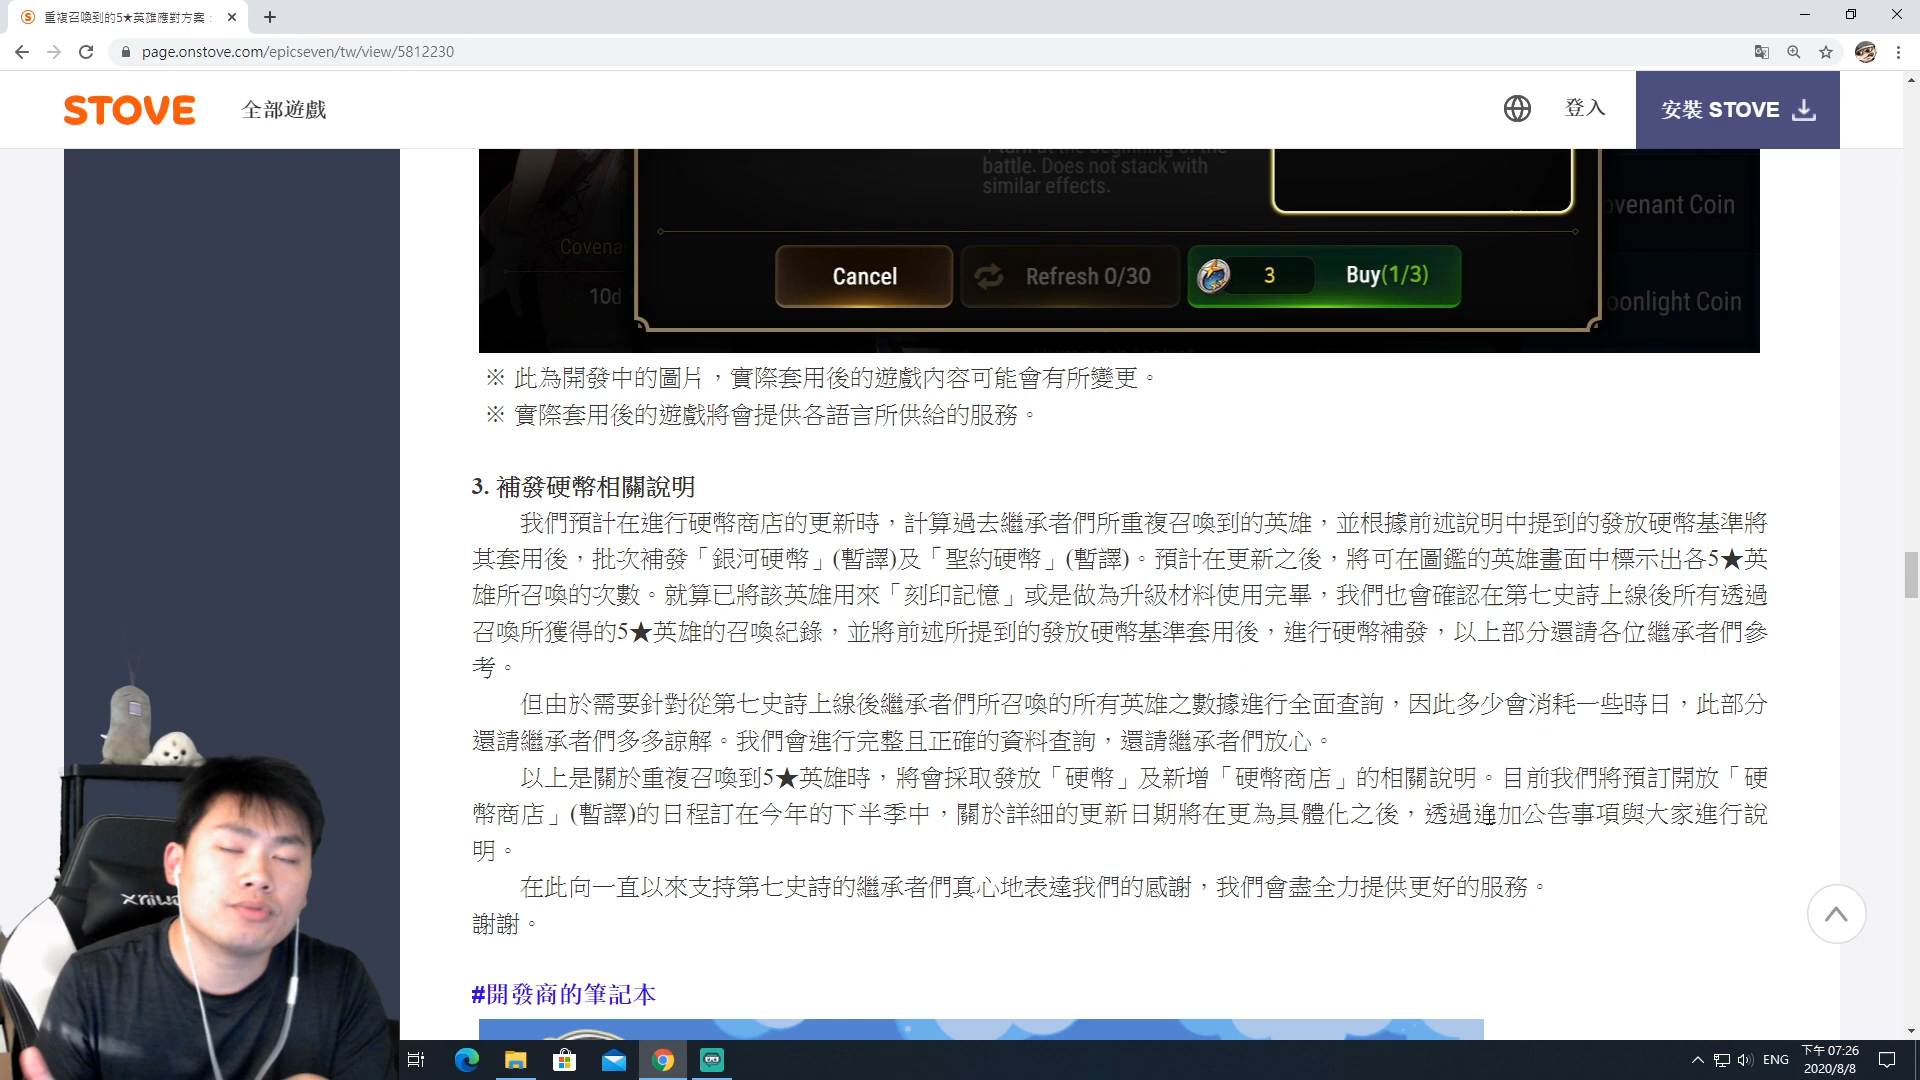 重複召喚到的5★英雄應對方案 :
page.onstove.com/epicseven/tw/view/5812230
STOVE
全部遊戲
登入
安裝 STOVE
battle. Does not stack with
similar effects.
ovenant Coin
Covena
Cancel
Refresh 0/30
3
Buy(1/3)
10d
oonlight Coin
※ 此為開發中的圖片，實際套用後的遊戲內容可能會有所變更。
※ 實際套用後的遊戲將會提供各語言所供給的服務。
3. 補發硬幣相關說明
我們預計在進行硬幣商店的更新時，計算過去繼承者們所重複召喚到的英雄，並根據前述說明中提到的發放硬幣基準將
其套用後，批次補發「銀河硬幣」(暫譯)及「聖約硬幣」(暫譯)。預計在更新之後，將可在圖鑑的英雄畫面中標示出各5★英
雄所召喚的次數。就算已將該英雄用來「刻印記憶」或是做為升級材料使用完畢，我們也會確認在第七史詩上線後所有透過
召喚所獲得的5★英雄的召喚紀錄，並將前述所提到的發放硬幣基準套用後，進行硬幣補發，以上部分還請各位繼承者們參
考。
但由於需要針對從第七史詩上線後繼承者們所召喚的所有英雄之數據進行全面查詢，因此多少會消耗一些時日，此部分
還請繼承者們多多諒解。我們會進行完整且正確的資料查詢，還請繼承者們放心。
以上是關於重複召喚到5★英雄時，將會採取發放「硬幣」及新增「硬幣商店」的相關說明。目前我們將預訂開放「硬
幣商店」(暫譯)的日程訂在今年的下半季中，關於詳細的更新日期將在更為具體化之後，透過追加公告事項與大家進行說
明。
在此向一直以來支持第七史詩的繼承者們真心地表達我們的感謝，我們會盡全力提供更好的服務。
謝謝。
#開發商的筆記本
ENG
下午 07:26
2020/8/8